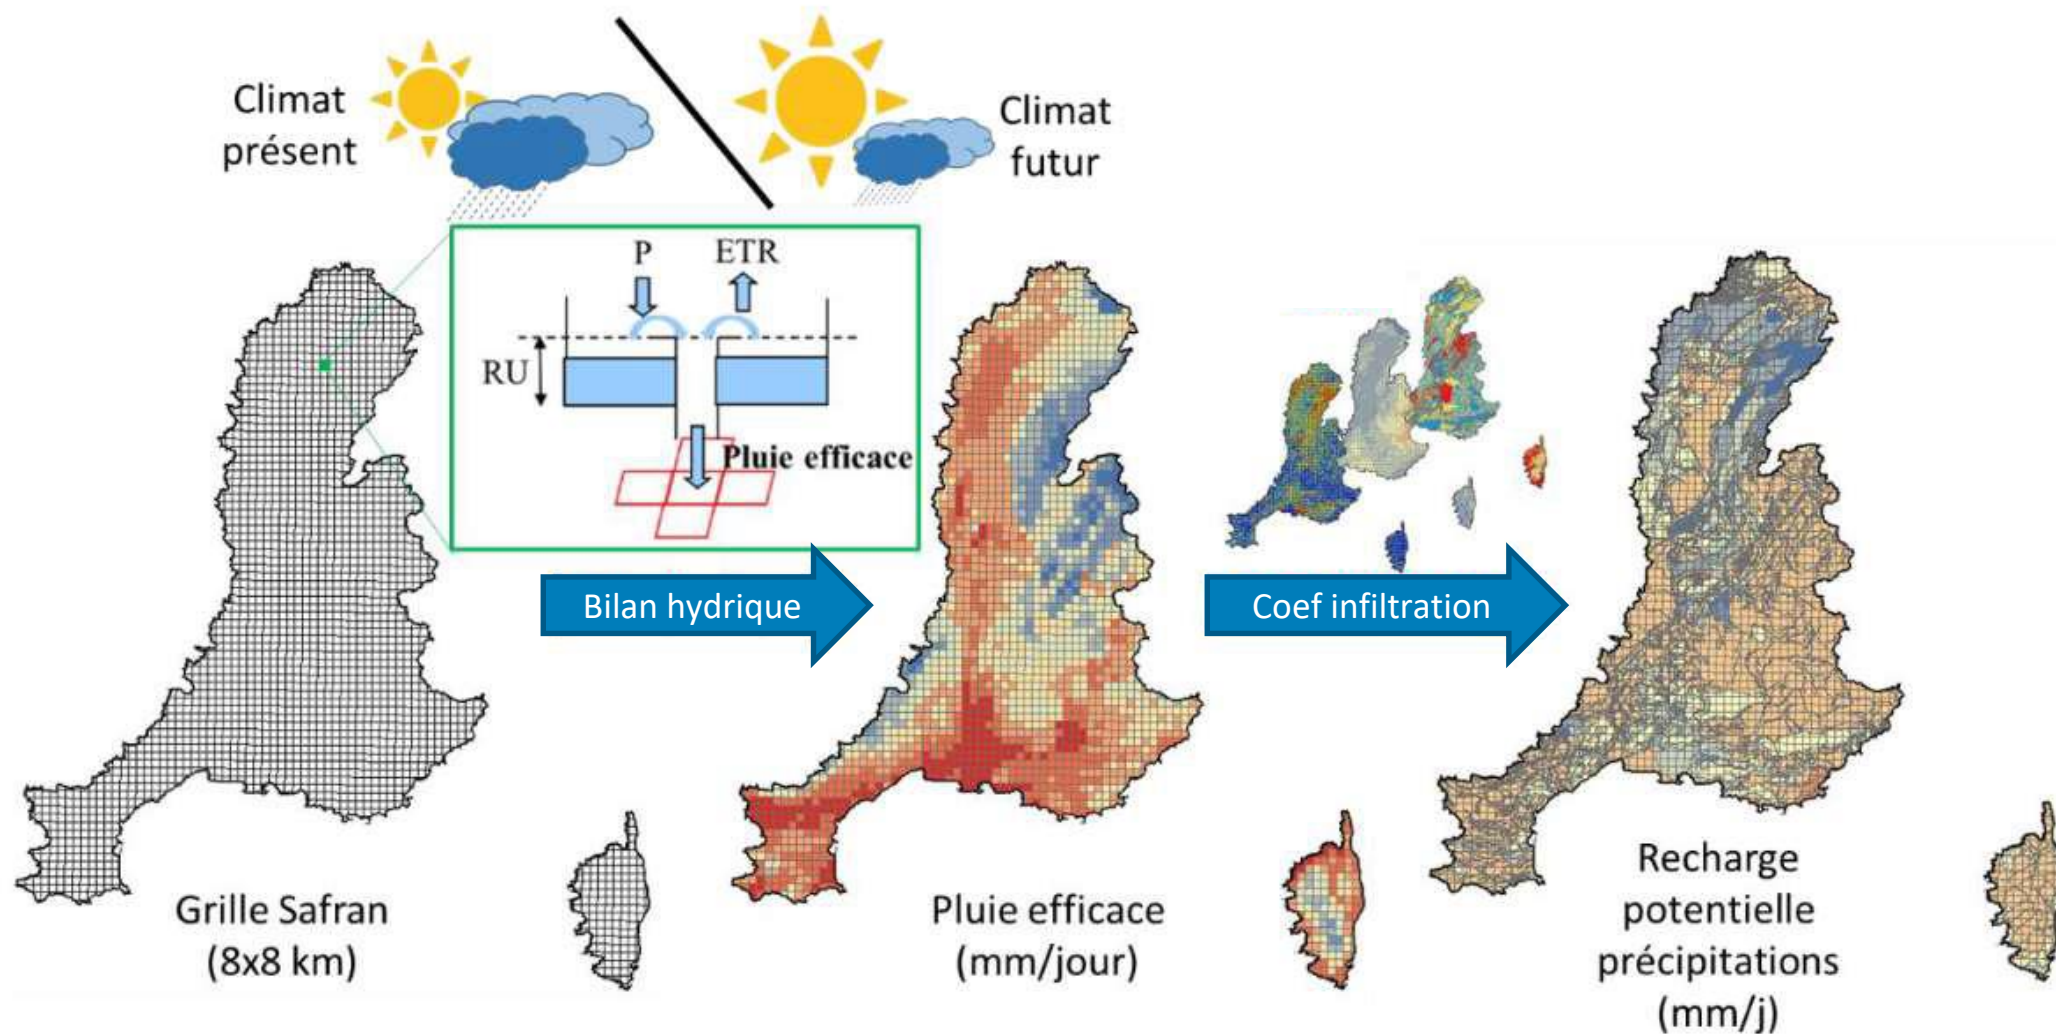 Climat
présent
Climat
futur
P
ETR
RU
Pluie efficace
Bilan hydrique
Coef infiltration
Grille Safran
(8x8 km)
Pluie efficace
(mm/jour)
Recharge
potentielle
précipitations
(mm/j)